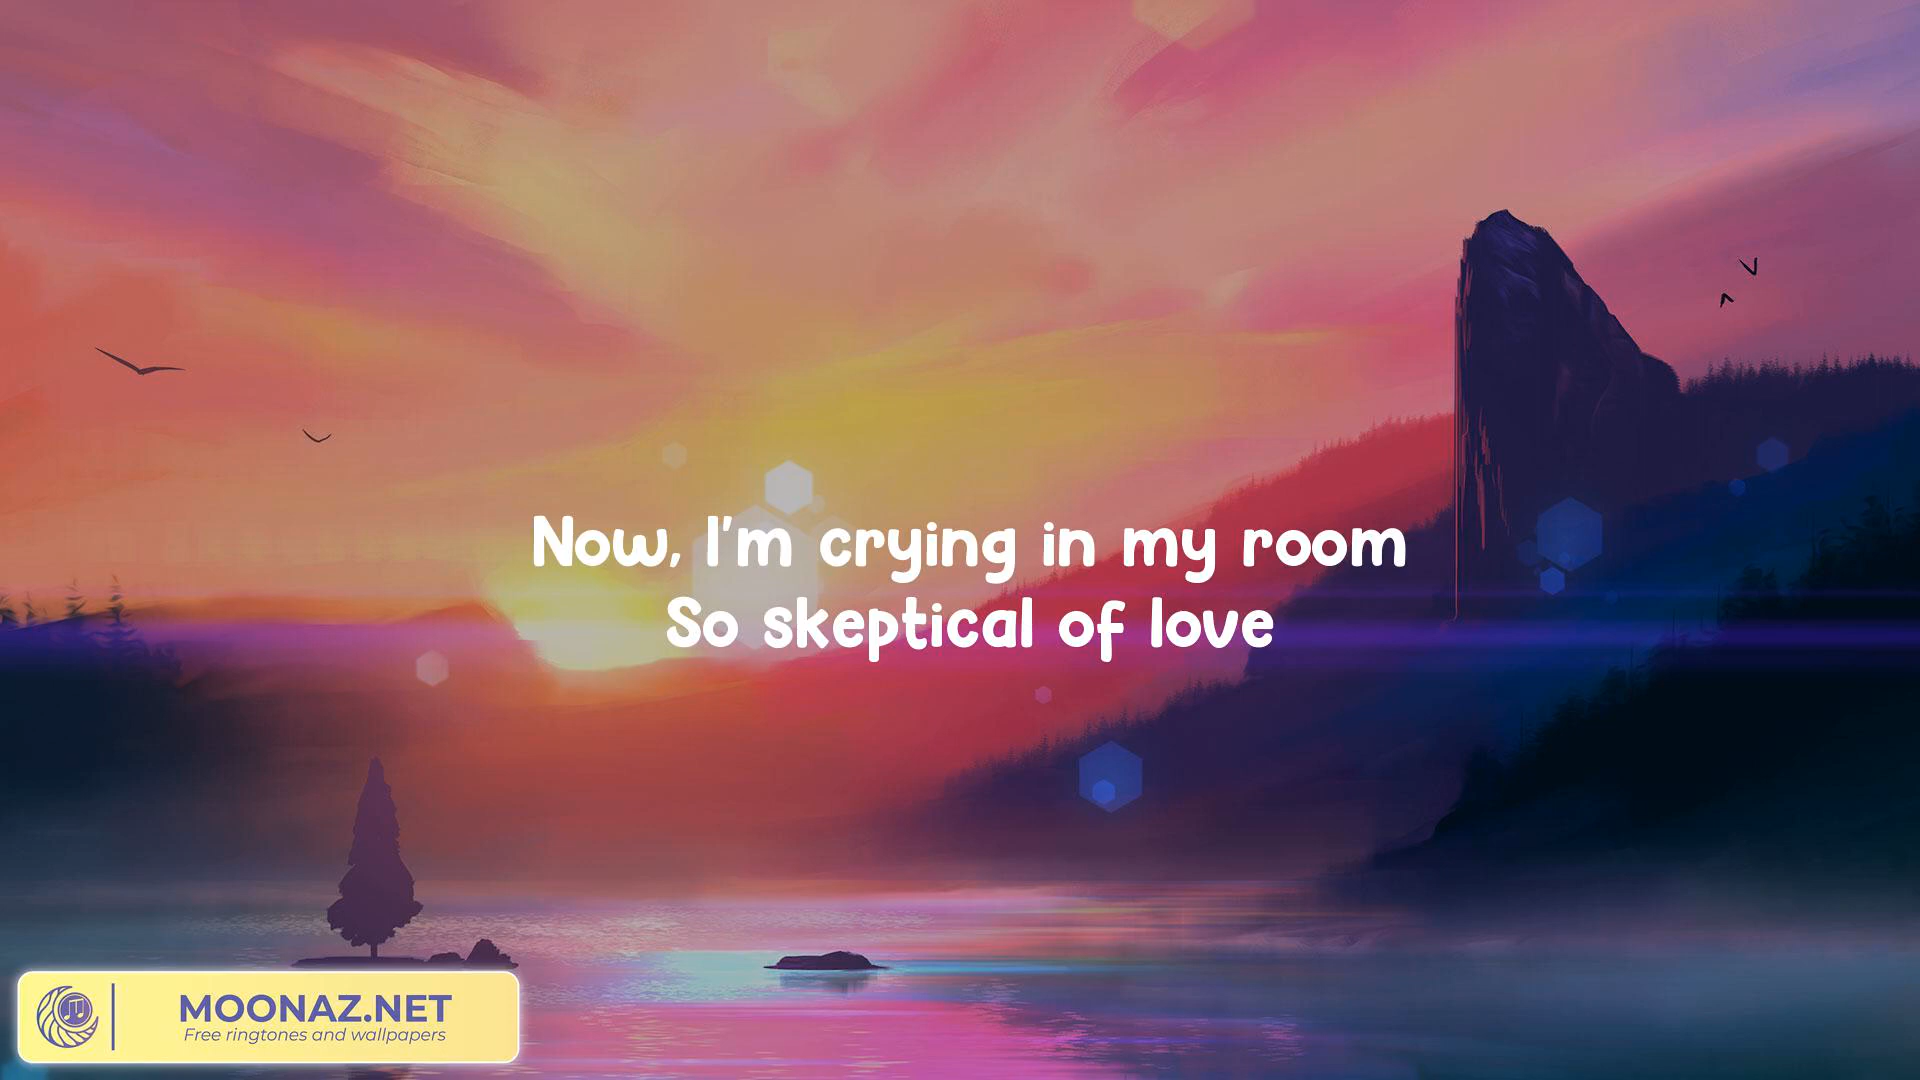 Now, I'm crying in my room
So skeptical of love
MOONAZ.NET
Free ringtones and wallpapers